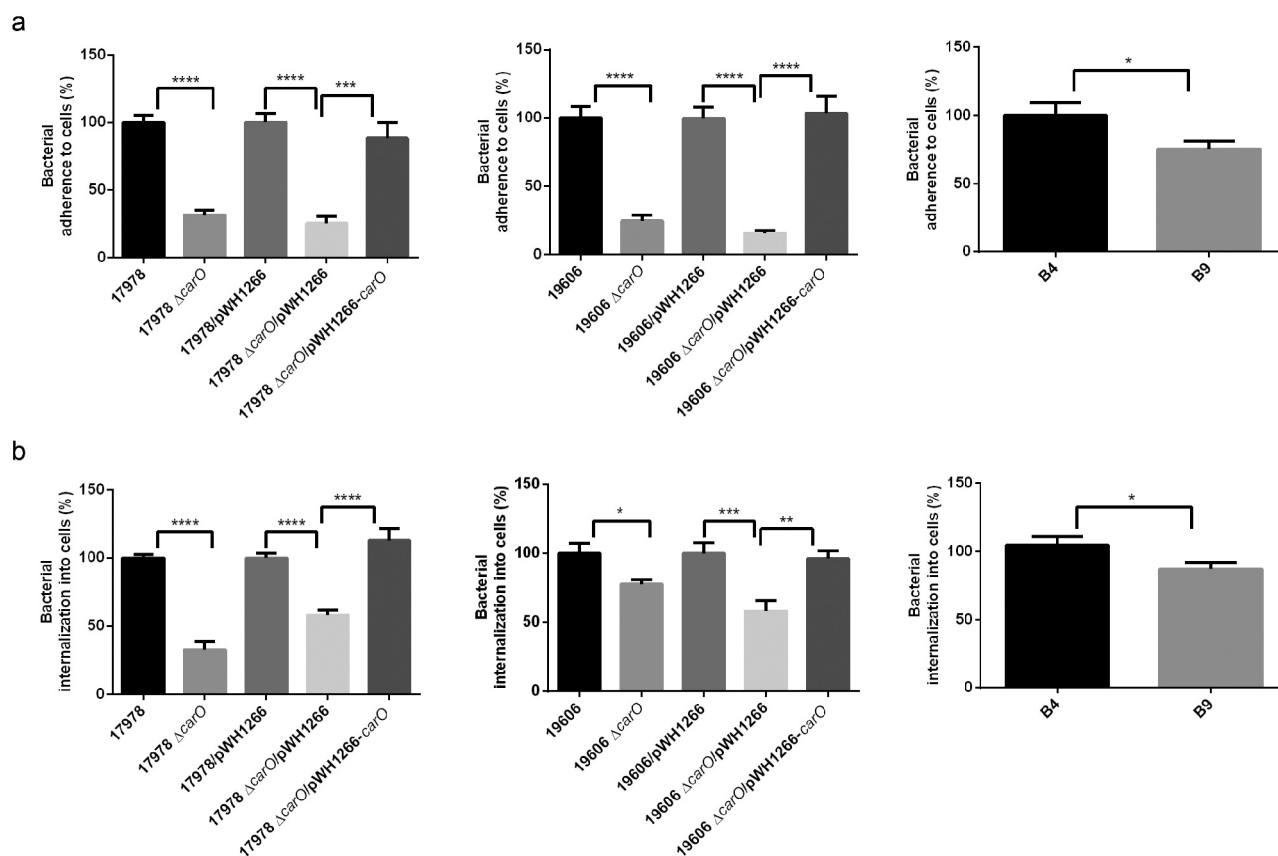 a
Bacterial
adherence to cells (%)
150
100
50
0
****
****
***
17978
17978 ΔcarO
17978/pWH1266
17978 ΔcarO/pWH1266
17978 ΔcarO/pWH1266-carO
Bacterial
adherence to cells (%)
150
100
50
0
****
****
****
19606
19606 ΔcarO
19606/pWH1266
19606 ΔcarO/pWH1266
19606 ΔcarO/pWH1266-carO
Bacterial
adherence to cells (%)
150
100
50
0
*
B4
B9
b
Bacterial
internalization into cells (%)
150
100
50
0
****
****
****
17978
17978 ΔcarO
17978/pWH1266
17978 ΔcarO/pWH1266
17978 ΔcarO/pWH1266-carO
Bacterial
internalization into cells (%)
150
100
50
0
*
***
**
19606
19606 ΔcarO
19606/pWH1266
19606 ΔcarO/pWH1266
19606 ΔcarO/pWH1266-carO
Bacterial
internalization into cells (%)
150
100
50
0
*
B4
B9